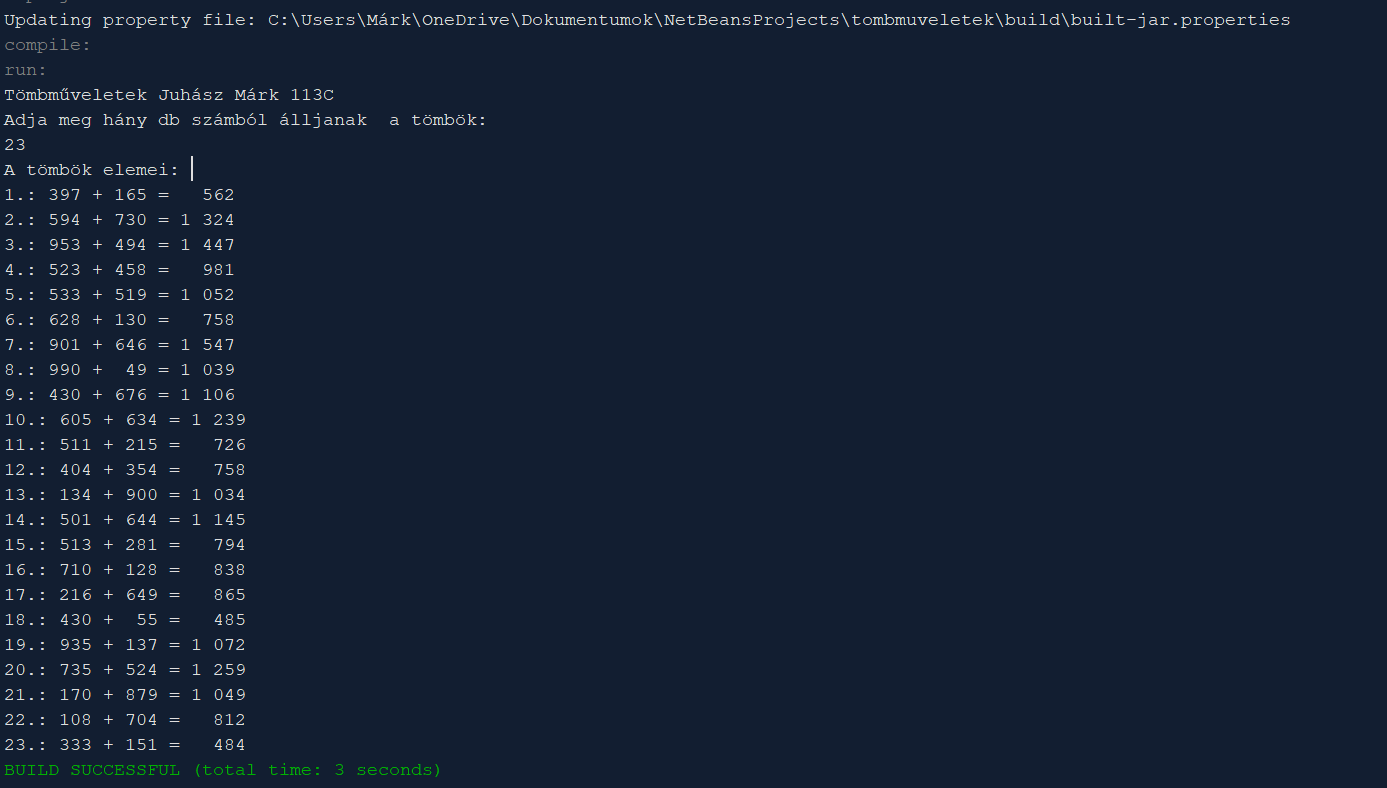 Updating property file: C:\Users\Márk\OneDrive\Dokumentumok\NetBeansProjects\tombmuveletek\build\built-jar.properties
compile:
run:
Tömbműveletek Juhász Márk 113C
Adja meg hány db számból álljanak  a tömbök:
23
A tömbök elemei:
1.: 397 + 165 =   562
2.: 594 + 730 = 1 324
3.: 953 + 494 = 1 447
4.: 523 + 458 =   981
5.: 533 + 519 = 1 052
6.: 628 + 130 =   758
7.: 901 + 646 = 1 547
8.: 990 +  49 = 1 039
9.: 430 + 676 = 1 106
10.: 605 + 634 = 1 239
11.: 511 + 215 =   726
12.: 404 + 354 =   758
13.: 134 + 900 = 1 034
14.: 501 + 644 = 1 145
15.: 513 + 281 =   794
16.: 710 + 128 =   838
17.: 216 + 649 =   865
18.: 430 +  55 =   485
19.: 935 + 137 = 1 072
20.: 735 + 524 = 1 259
21.: 170 + 879 = 1 049
22.: 108 + 704 =   812
23.: 333 + 151 =   484
BUILD SUCCESSFUL (total time: 3 seconds)